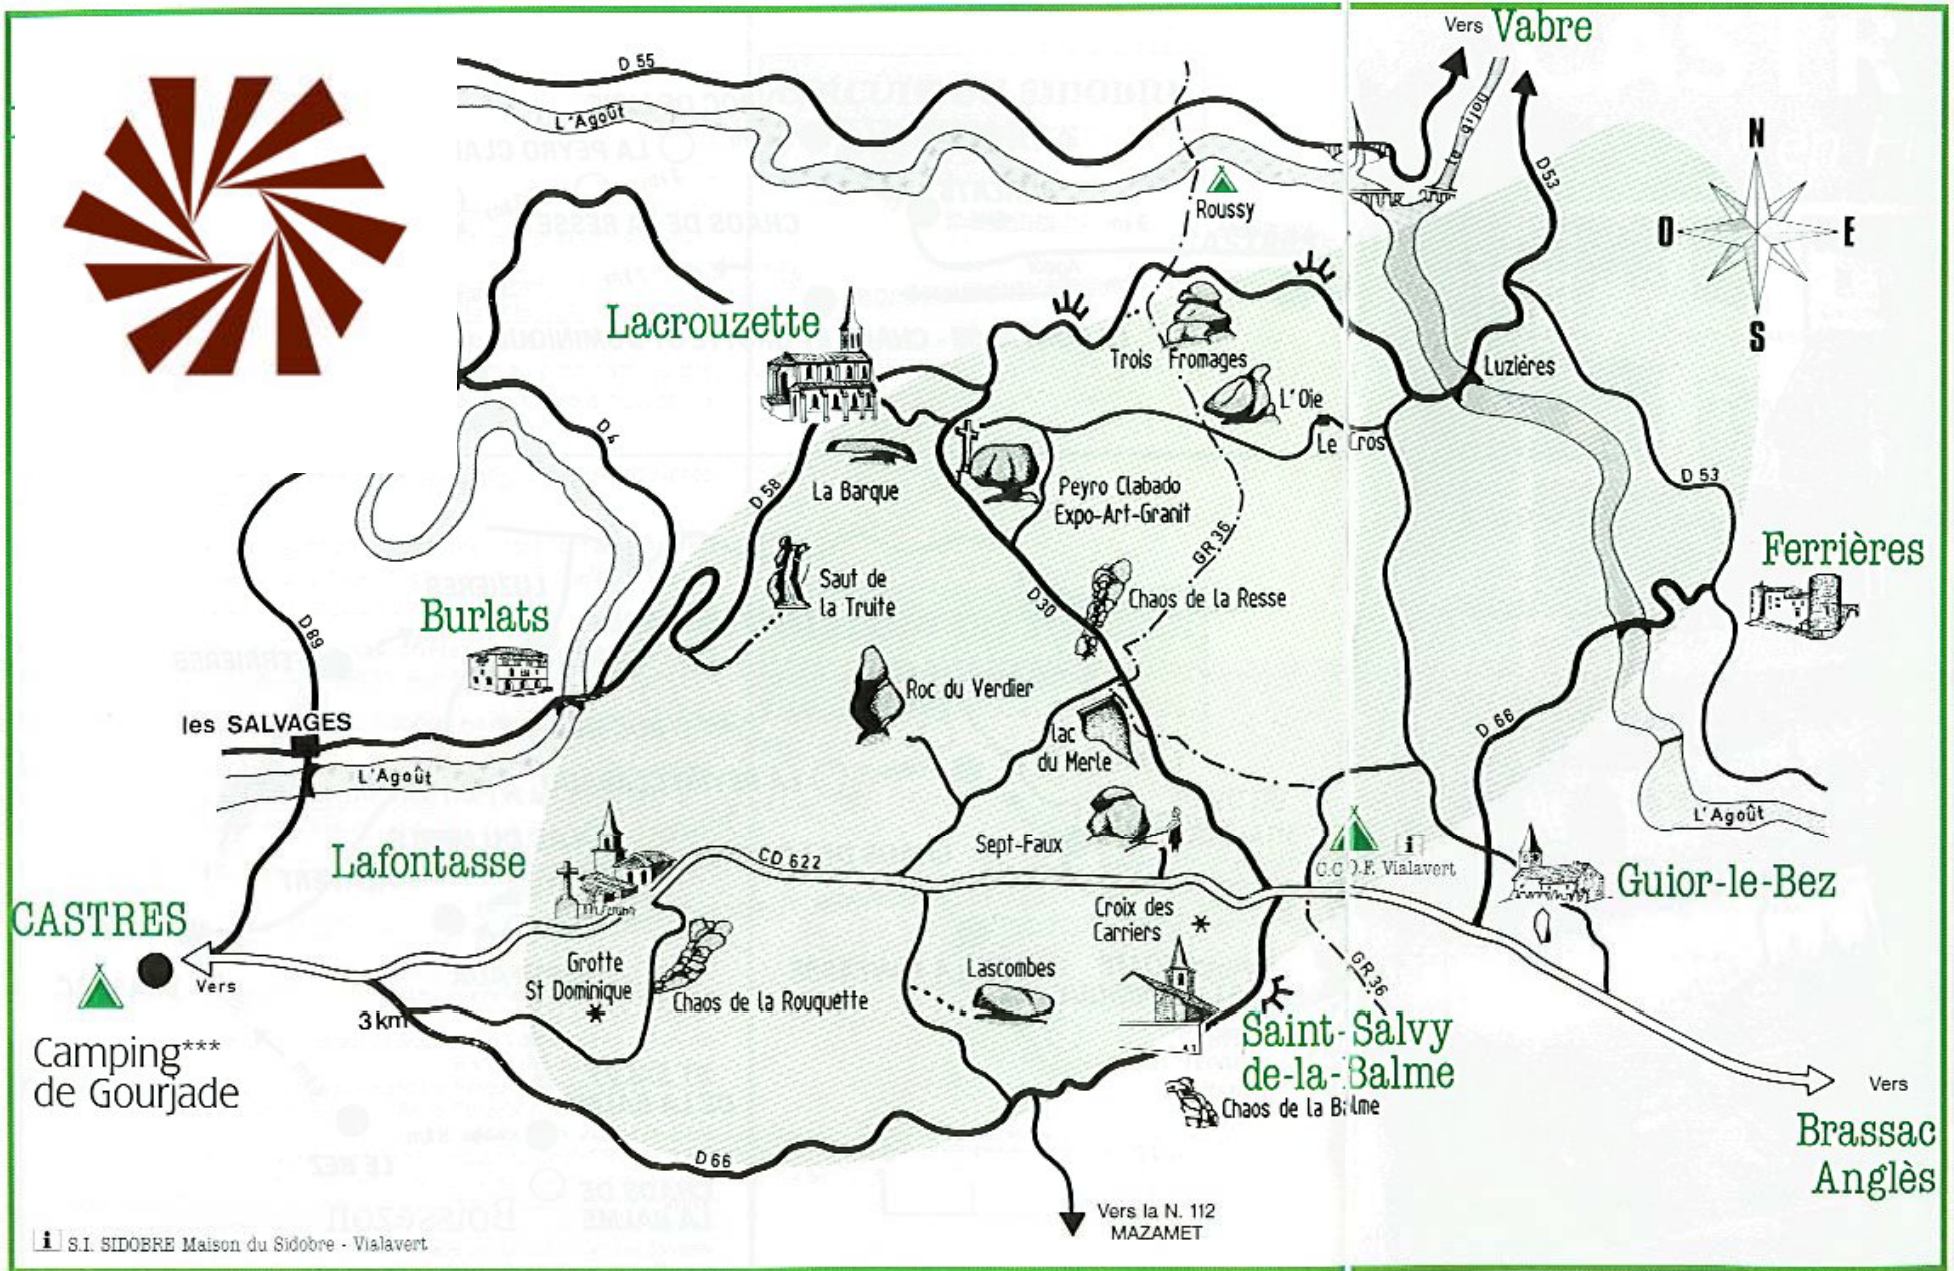 Vers Vabre
D 55
L'Agoût
le Gijou
D53
N
O
E
S
Roussy
Lacrouzette
Trois Fromages
Luzières
L'Oie
Le Cros
D 4
La Barque
D 58
Peyro Clabado
Expo-Art-Granit
D 53
GR 36
Ferrières
Saut de
la Truite
D30
Chaos de la Resse
Burlats
D89
Roc du Verdier
les SALVAGES
lac
du Merle
D 66
L'Agoût
L'Agoût
Lafontasse
CD 622
Sept-Faux
i
Vialavert
Guior-le-Bez
CASTRES
Croix des
Carriers
Vers
Grotte
St Dominique
Chaos de la Rouquette
Lascombes
GR 36
3 km
Camping***
de Gourjade
Saint-Salvy
de-la-Balme
Chaos de la Balme
Vers
Brassac
Anglès
D 66
Vers la N. 112
MAZAMET
i S.I. SIDOBRE Maison du Sidobre - Vialavert